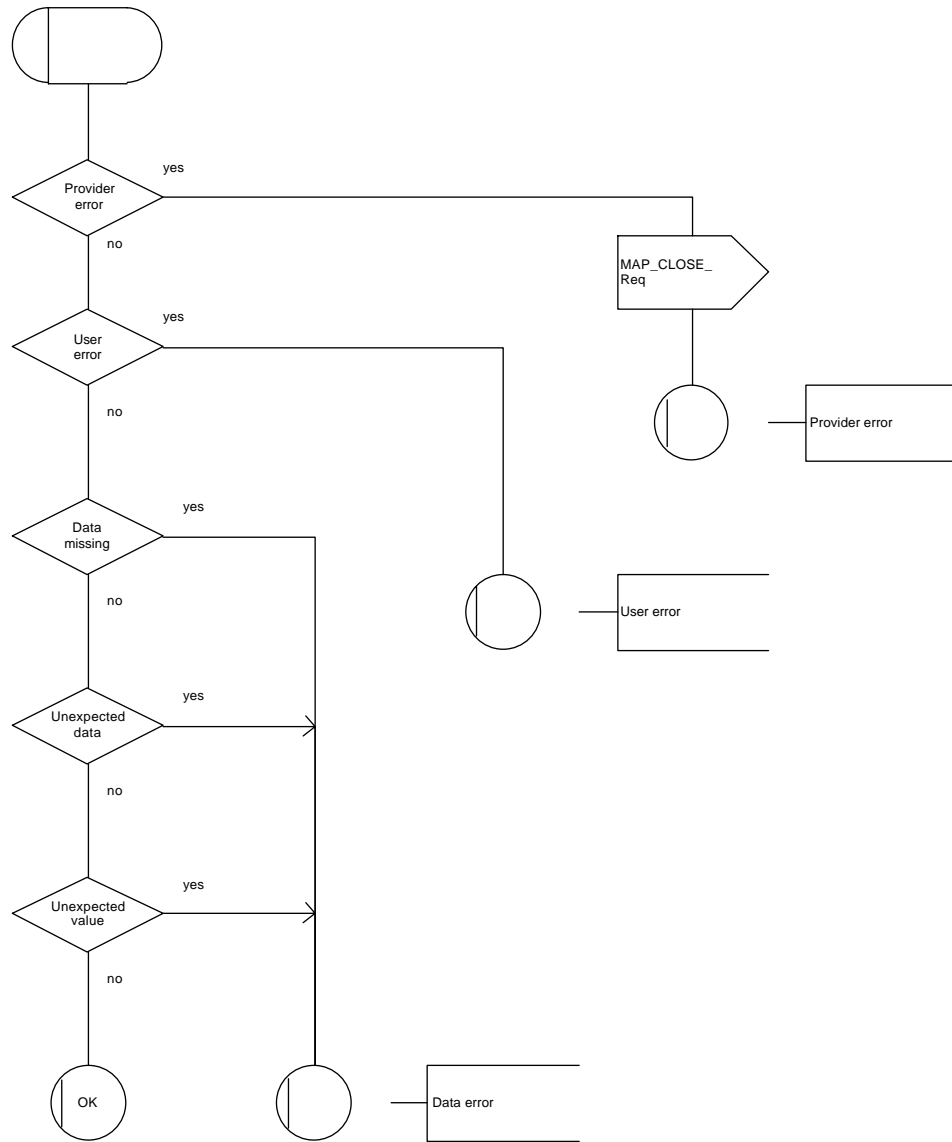 yes
Provider
error
no
MAP_CLOSE_
Req
yes
User
error
no
Provider error
yes
Data
missing
no
User error
yes
Unexpected
data
no
yes
Unexpected
value
no
OK
Data error